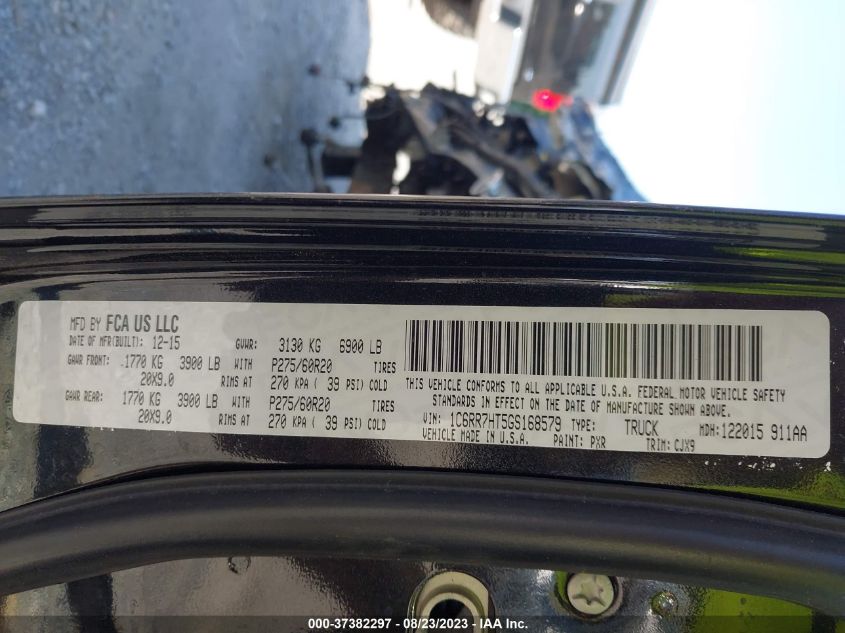 MFD BY FCA US LLC
DATE OF MFR(BUILT): 12-15 GVWR: 3130 KG 6900 LB
GAWR FRONT: 1770 KG 3900 LB WITH P275/60R20 TIRES
20X9.0 RIMS AT 270 KPA ( 39 PSI) COLD
GAWR REAR: 1770 KG 3900 LB WITH P275/60R20 TIRES
20X9.0 RIMS AT 270 KPA ( 39 PSI) COLD
THIS VEHICLE CONFORMS TO ALL APPLICABLE U.S.A. FEDERAL MOTOR VEHICLE SAFETY
STANDARDS IN EFFECT ON THE DATE OF MANUFACTURE SHOWN ABOVE.
VIN: 1C6RR7HT5GS168579 TYPE: TRUCK MDH: 122015 911AA
VEHICLE MADE IN U.S.A. PAINT: PXR TRIM: CJX9
000-37382297 - 08/23/2023 - IAA Inc.